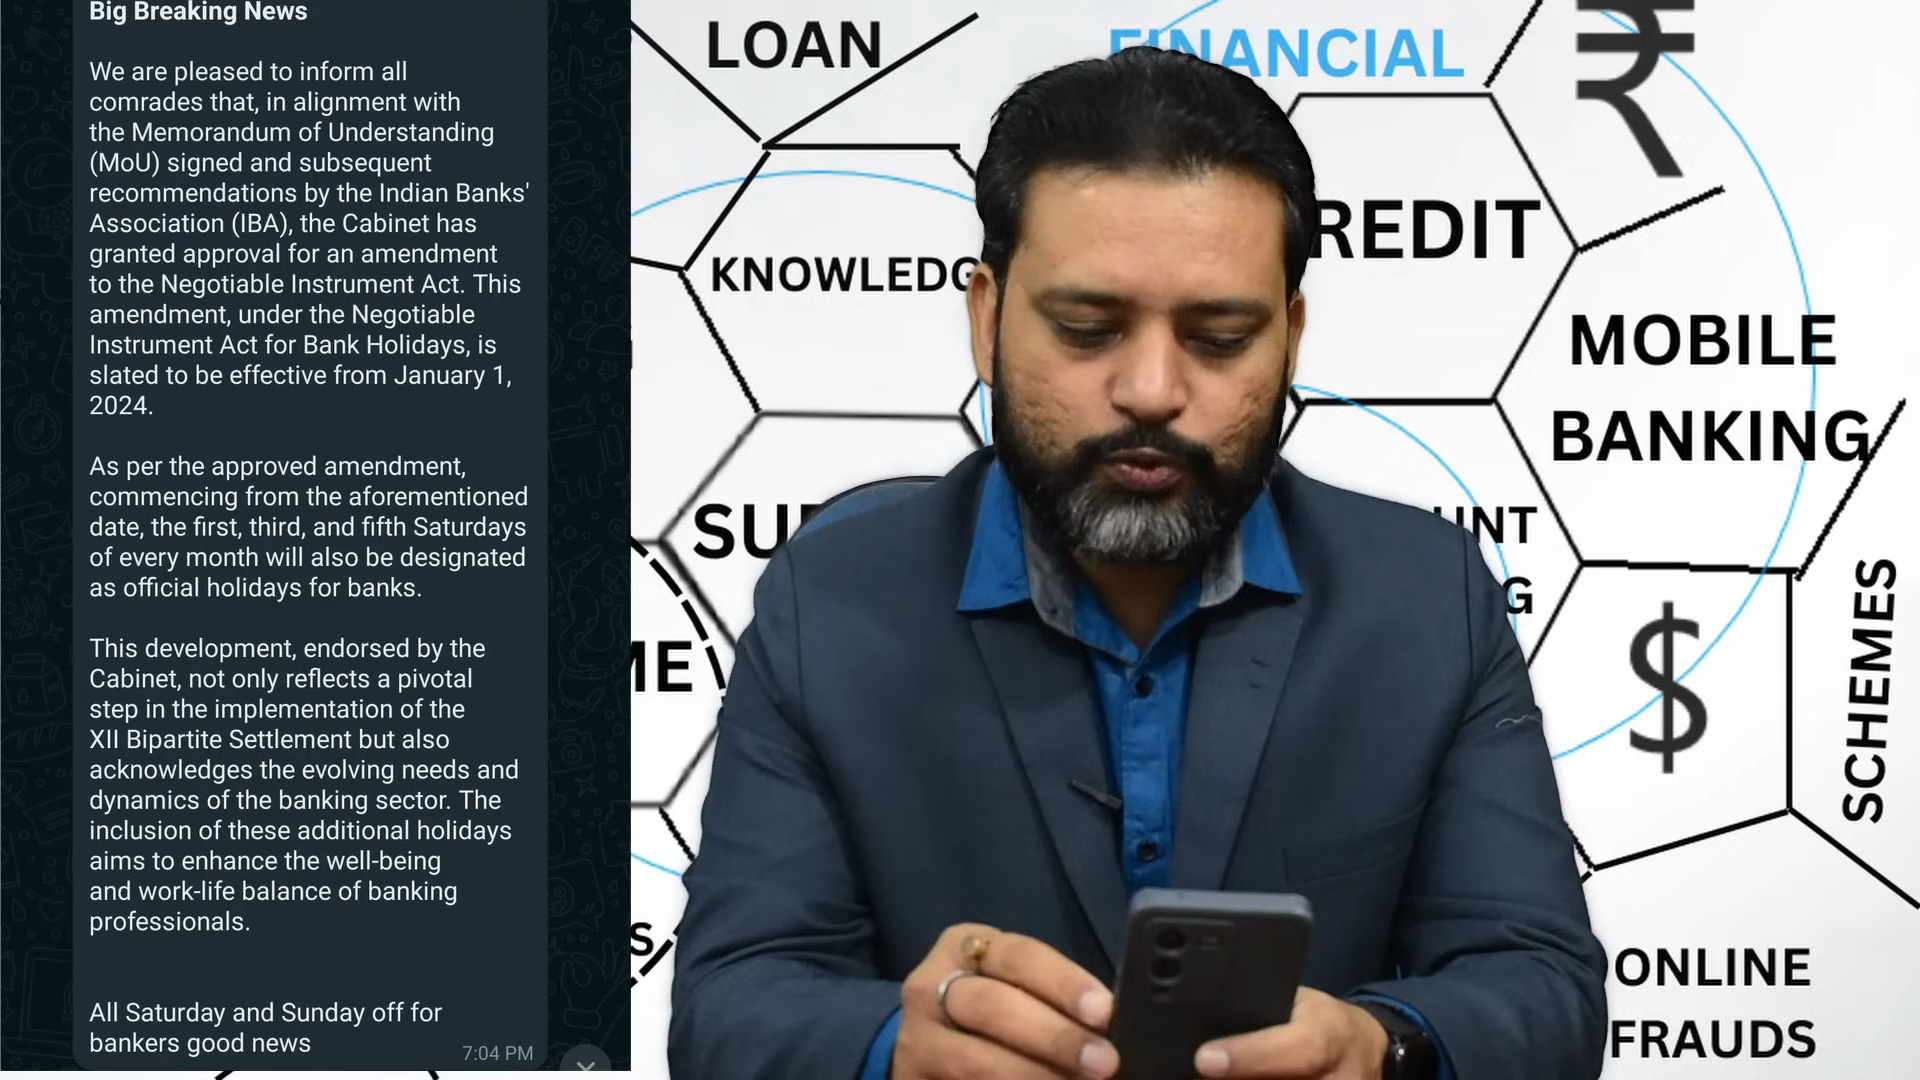 Big Breaking News
We are pleased to inform all
comrades that, in alignment with
the Memorandum of Understanding
(MoU) signed and subsequent
recommendations by the Indian Banks'
Association (IBA), the Cabinet has
granted approval for an amendment
to the Negotiable Instrument Act. This
amendment, under the Negotiable
Instrument Act for Bank Holidays, is
slated to be effective from January 1,
2024.
As per the approved amendment,
commencing from the aforementioned
date, the first, third, and fifth Saturdays
of every month will also be designated
as official holidays for banks.
This development, endorsed by the
Cabinet, not only reflects a pivotal
step in the implementation of the
XII Bipartite Settlement but also
acknowledges the evolving needs and
dynamics of the banking sector. The
inclusion of these additional holidays
aims to enhance the well-being
and work-life balance of banking
professionals.
All Saturday and Sunday off for
bankers good news
7:04 PM
LOAN
FINANCIAL
₹
KNOWLEDG
REDIT
MOBILE
BANKING
SU
UNT
G
ME
$
SCHEMES
S
ONLINE
FRAUDS